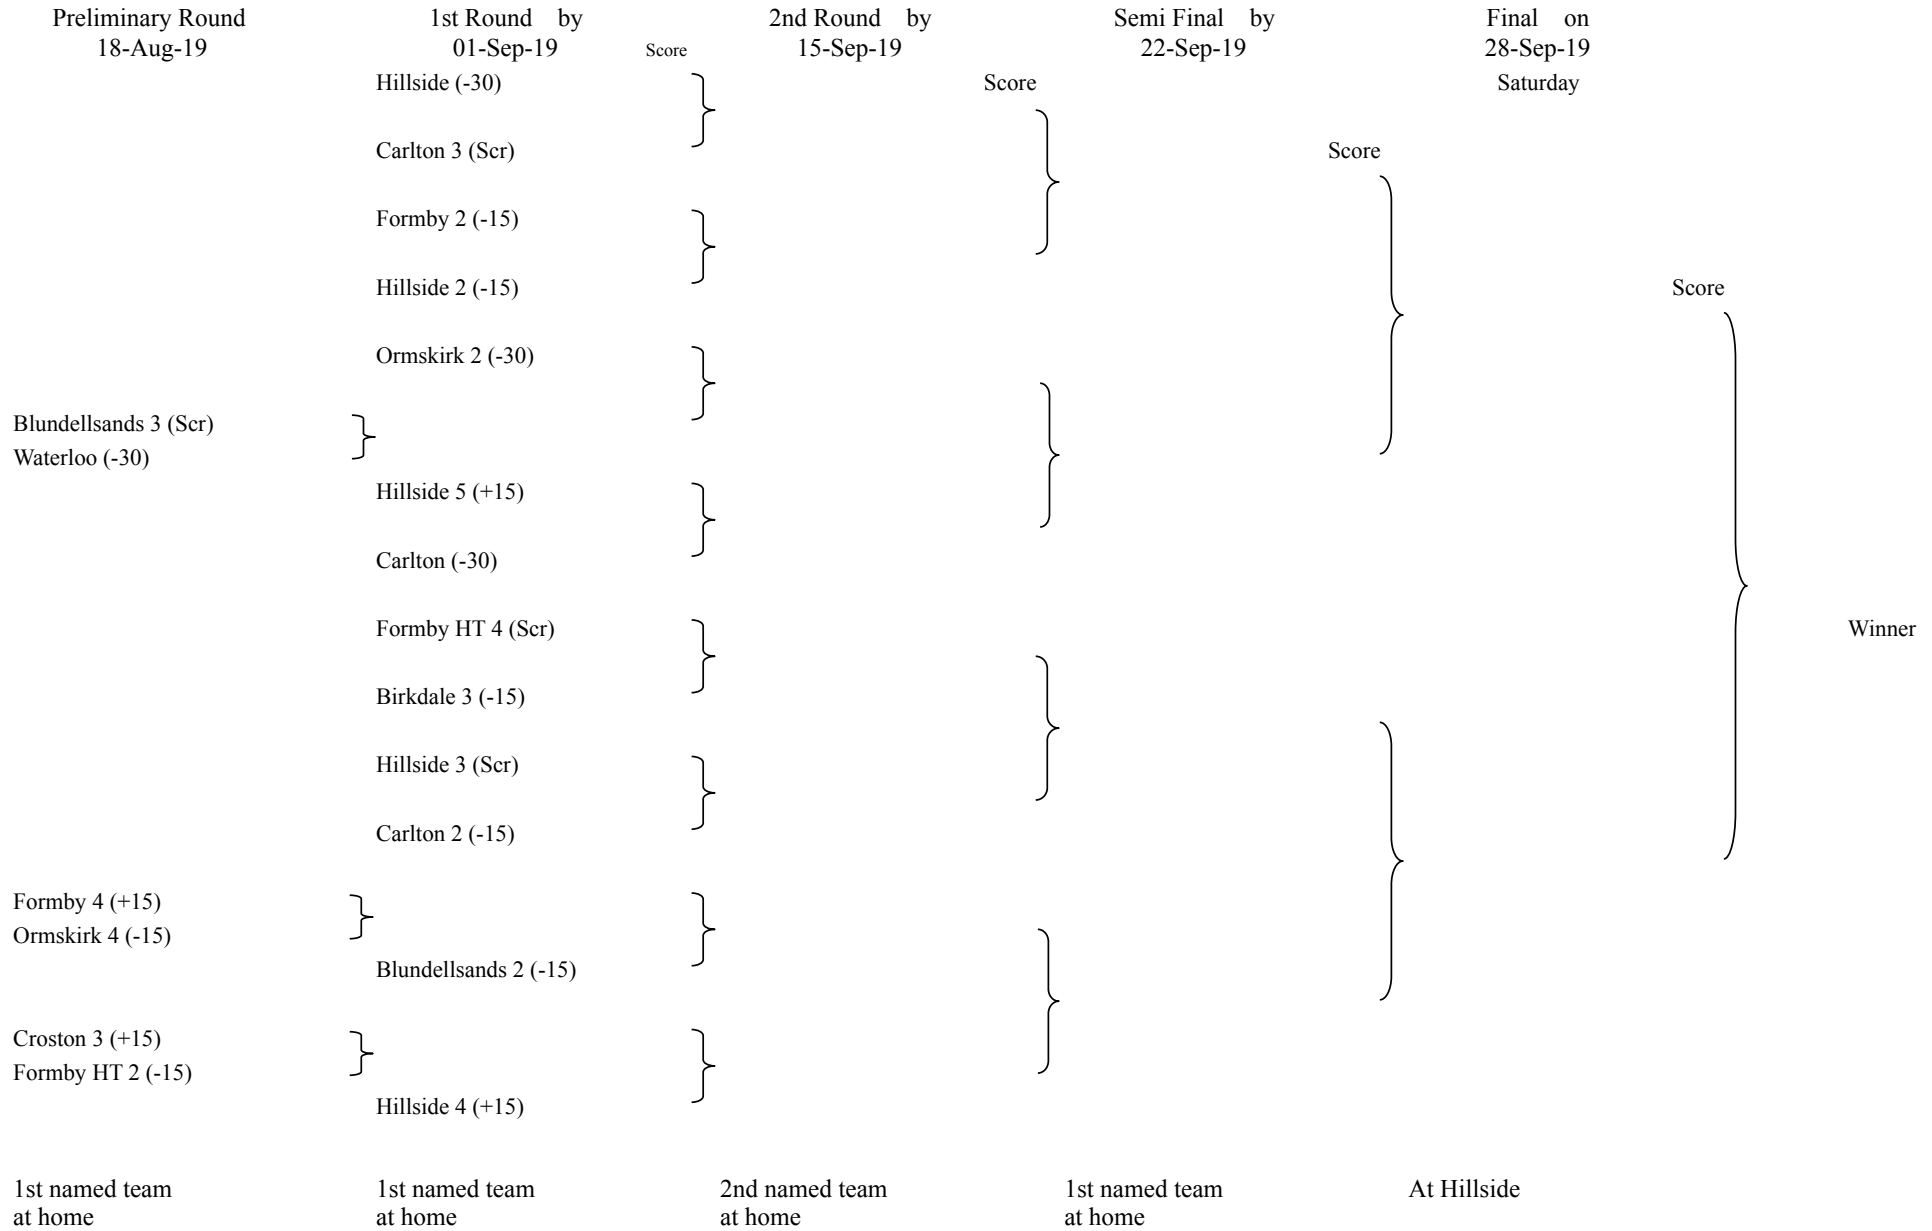 Preliminary Round 1st Round by 2nd Round by Semi Final by Final on
18-Aug-19 01-Sep-19 Score 15-Sep-19 22-Sep-19 28-Sep-19
Hillside (-30) Score Saturday
Carlton 3 (Scr) Score
Formby 2 (-15)
Hillside 2 (-15) Score
Ormskirk 2 (-30)
Blundellsands 3 (Scr)
Waterloo (-30)
Hillside 5 (+15)
Carlton (-30)
Formby HT 4 (Scr) Winner
Birkdale 3 (-15)
Hillside 3 (Scr)
Carlton 2 (-15)
Formby 4 (+15)
Ormskirk 4 (-15)
Blundellsands 2 (-15)
Croston 3 (+15)
Formby HT 2 (-15)
Hillside 4 (+15)
1st named team 1st named team 2nd named team 1st named team At Hillside
at home at home at home at home